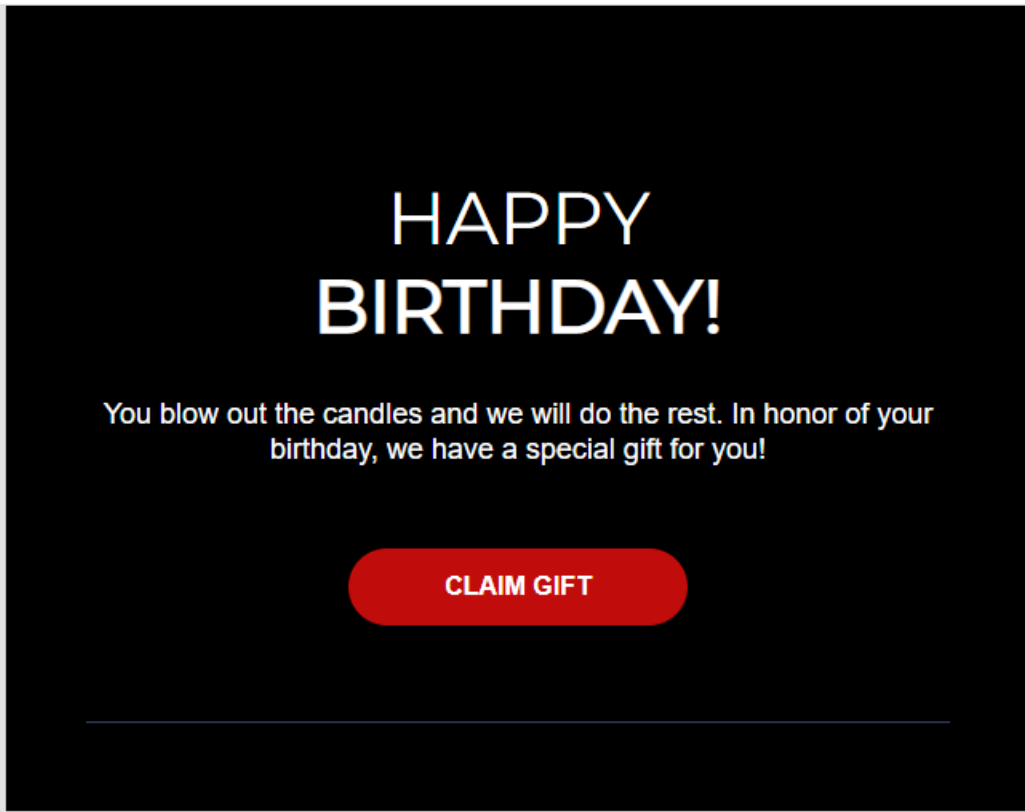 HAPPY
BIRTHDAY!
You blow out the candles and we will do the rest. In honor of your
birthday, we have a special gift for you!
CLAIM GIFT